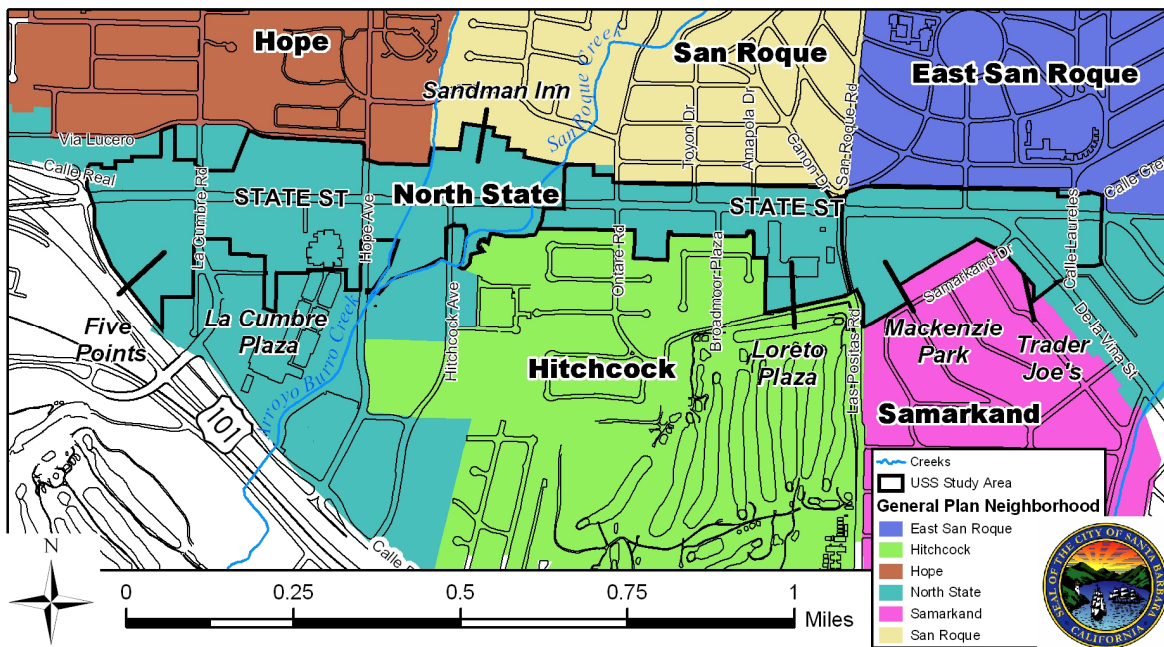 Hope
San Roque
East San Roque
Sandman Inn
San Roque Creek
Via Lucero
Calle Real
La Cumbre Rd
STATE ST
Hope Ave
North State
Toyon Dr
Amapola Dr
Canon Dr
San Roque Rd
STATE ST
Calle Laureles
Five
Points
La Cumbre
Plaza
Arroyo Burro Creek
Hitchcock Ave
Ontare Rd
Broadmoor Plaza
Hitchcock
Loreto
Plaza
Las Positas Rd
Samarkand Dr
Mackenzie
Park
Trader
Joe's
De la Vina St
Samarkand
101
Creeks
USS Study Area
General Plan Neighborhood
East San Roque
Hitchcock
Hope
North State
Samarkand
San Roque
N
0 0.25 0.5 0.75 1
Miles
SEAL OF THE CITY OF SANTA BARBARA
CALIFORNIA